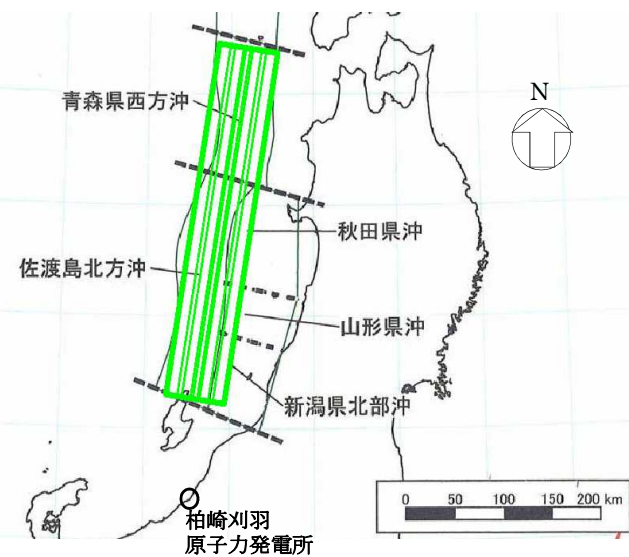 青森県西方沖
N
秋田県沖
佐渡島北方沖
山形県沖
新潟県北部沖
0 50 100 150 200 km
柏崎刈羽
原子力発電所